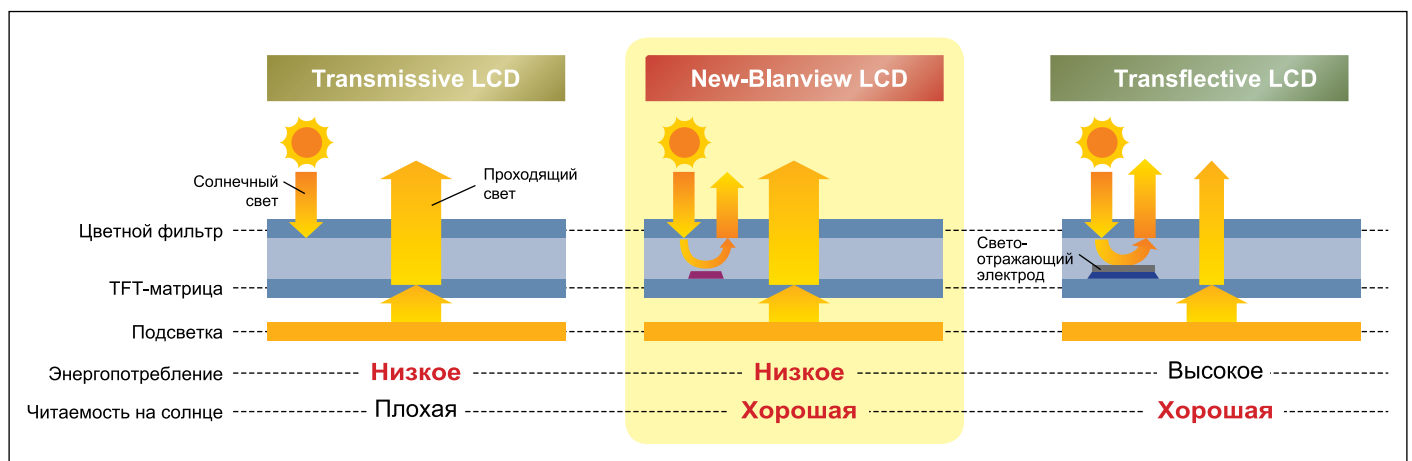 Transmissive LCD
New-Blanview LCD
Transflective LCD
Солнечный
свет
Проходящий
свет
Цветной фильтр
Свето-
отражающий
электрод
TFT-матрица
Подсветка
Энергопотребление
Низкое
Низкое
Высокое
Читаемость на солнце
Плохая
Хорошая
Хорошая